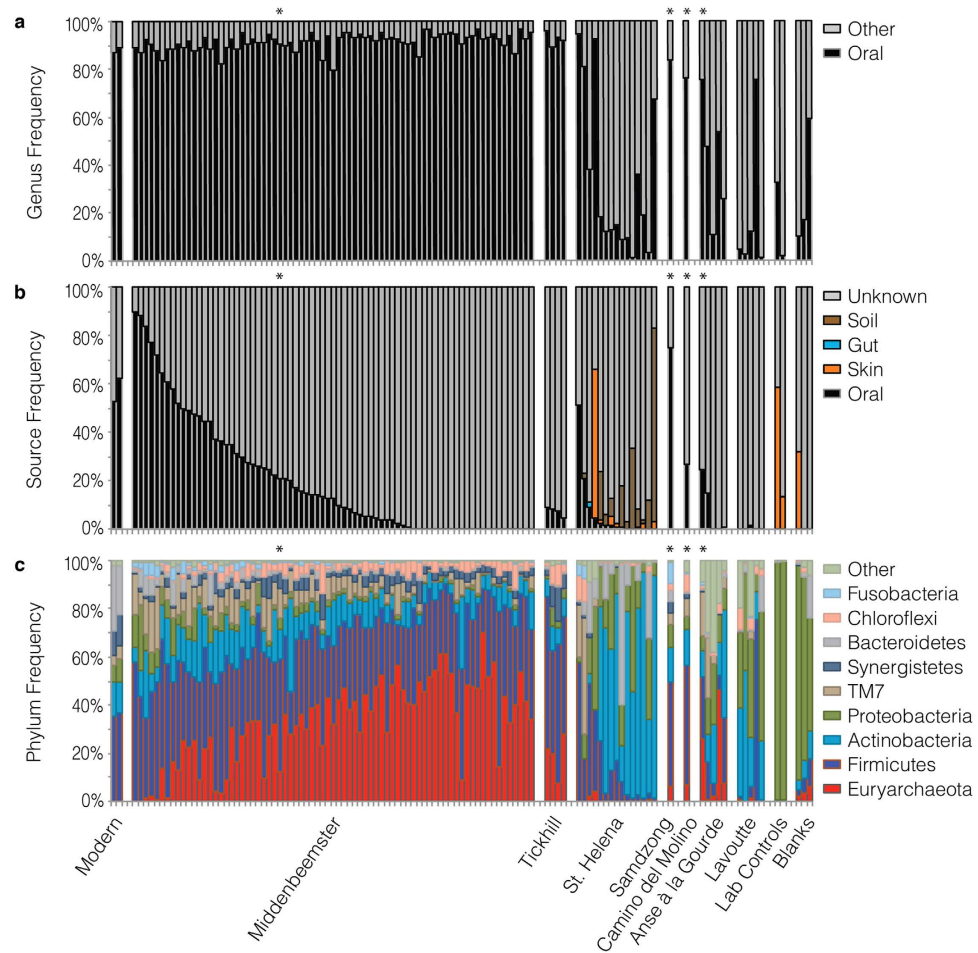 a
Genus Frequency
100%
80%
60%
40%
20%
0%
* * * *
Other
Oral
b
Source Frequency
100%
80%
60%
40%
20%
0%
* * * *
Unknown
Soil
Gut
Skin
Oral
c
Phylum Frequency
100%
80%
60%
40%
20%
0%
* * * *
Other
Fusobacteria
Chloroflexi
Bacteroidetes
Synergistetes
TM7
Proteobacteria
Actinobacteria
Firmicutes
Euryarchaeota
Modern
Middenbeemster
Tickhill
St. Helena
Samdzong
Camino del Molino
Anse à la Gourde
Lavoutte
Lab Controls
Blanks